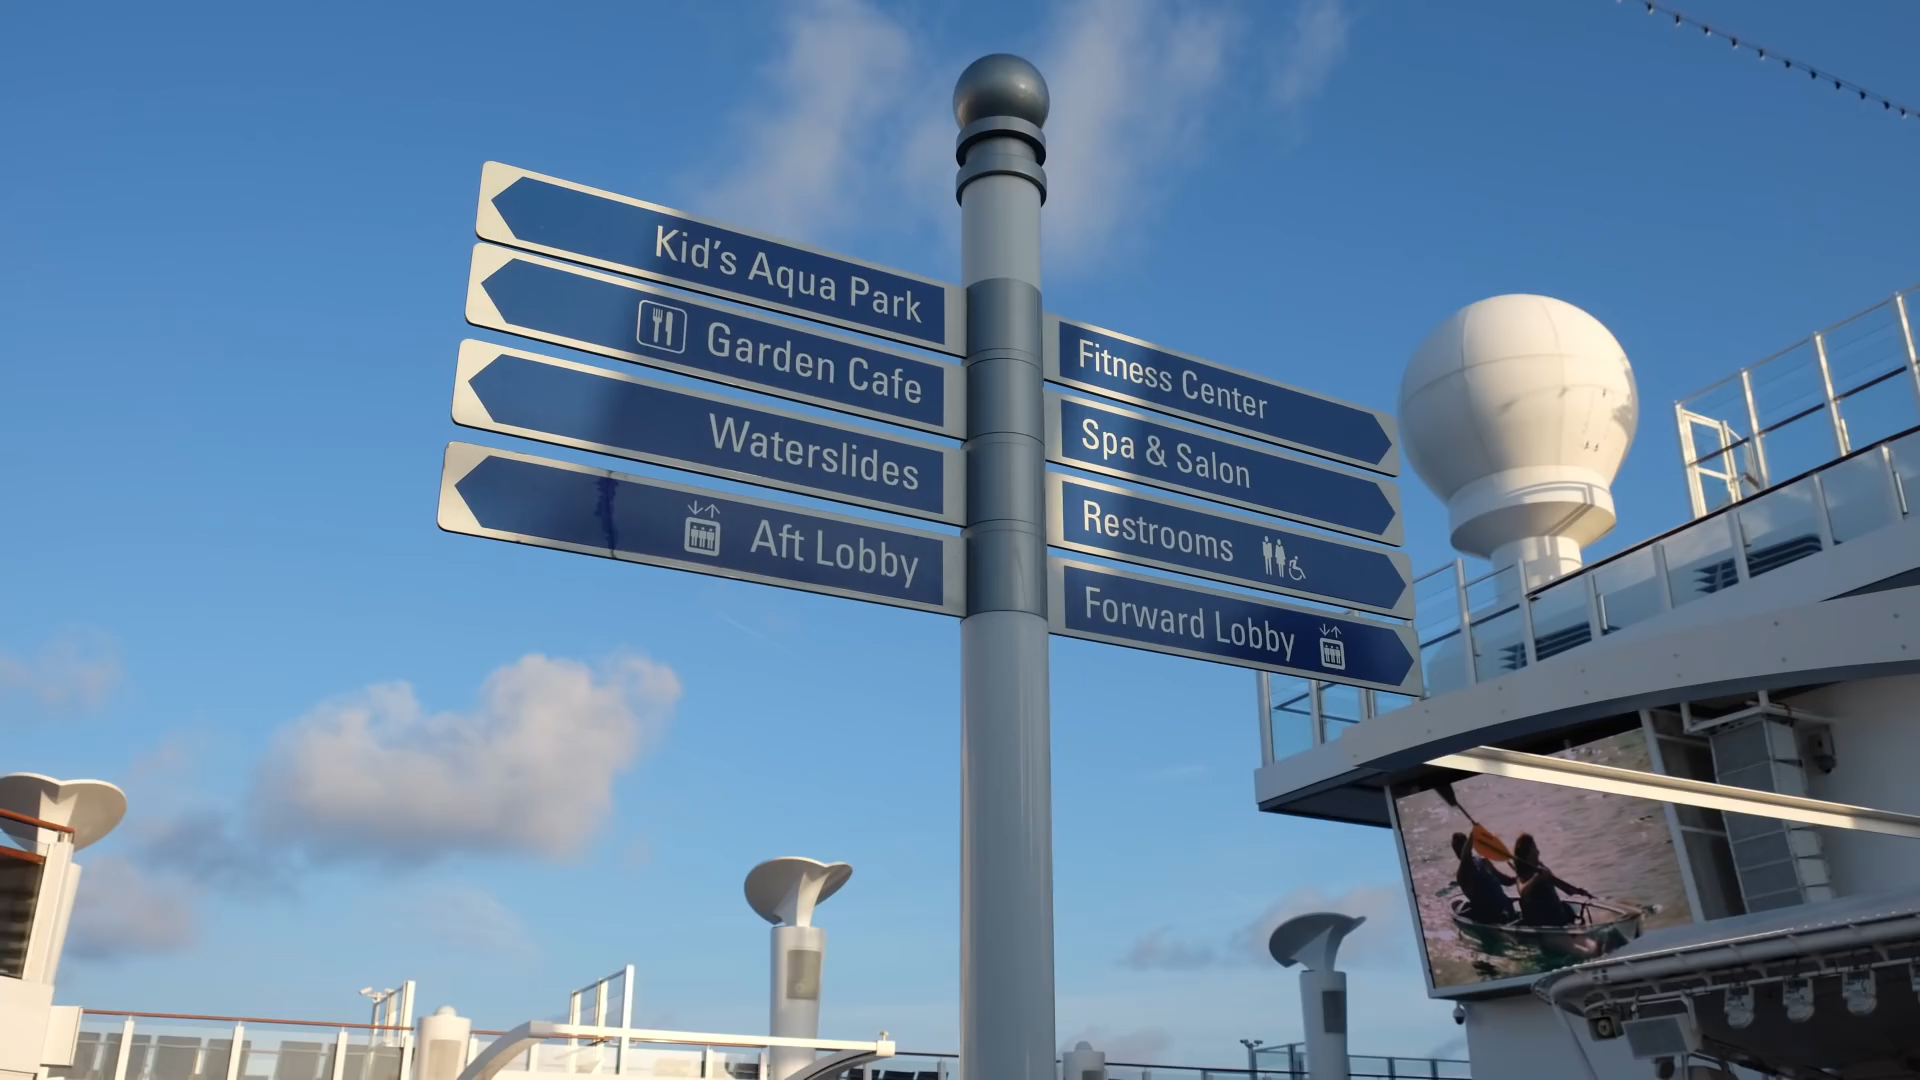 Kid's Aqua Park
Garden Cafe
Waterslides
Aft Lobby
Fitness Center
Spa & Salon
Restrooms
Forward Lobby